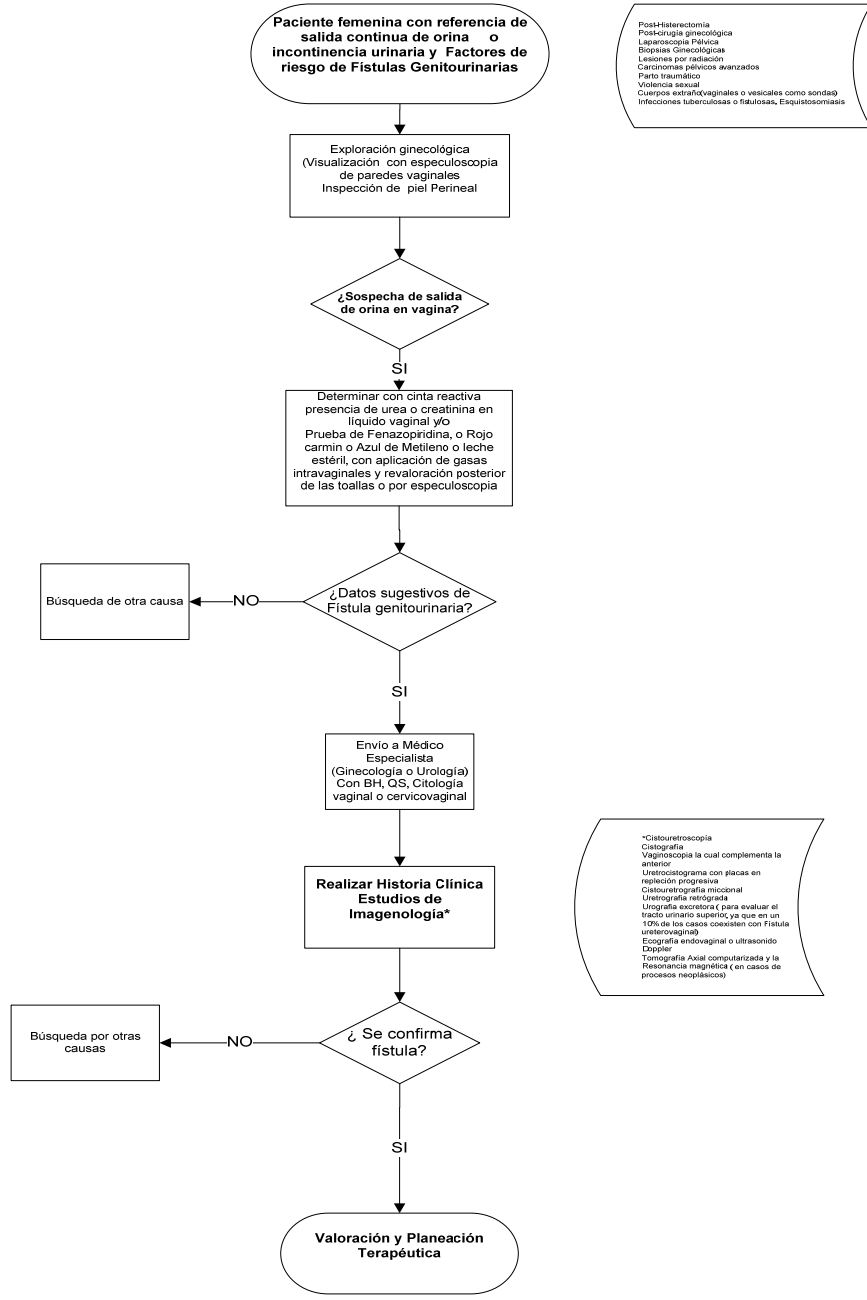 Paciente femenina con referencia de
salida continua de orina o
incontinencia urinaria y Factores de
riesgo de Fístulas Genitourinarias
Post-Histerectomía
Post-cirugía ginecológica
Laparoscopia Pélvica
Biopsias Ginecológicas
Lesiones por radiación
Carcinomas pélvicos avanzados
Parto traumático
Violencia sexual
Cuerpos extraño(vaginales o vesicales como sondas)
Infecciones tuberculosas o fistulosas, Esquistosomiasis
Exploración ginecológica
(Visualización con especuloscopia
de paredes vaginales
Inspección de piel Perineal
¿Sospecha de salida
de orina en vagina?
SI
Determinar con cinta reactiva
presencia de urea o creatinina en
líquido vaginal y/o
Prueba de Fenazopiridina, o Rojo
carmín o Azul de Metileno o leche
estéril, con aplicación de gasas
intravaginales y revaloración posterior
de las toallas o por especuloscopia
¿Datos sugestivos de
Fístula genitourinaria?
NO
Búsqueda de otra causa
SI
Envío a Médico
Especialista
(Ginecología o Urología)
Con BH, QS, Citología
vaginal o cervicovaginal
Realizar Historia Clínica
Estudios de
Imagenología*
*Cistouretroscopía
Cistografía
Vaginoscopia la cual complementa la
anterior
Uretrocistograma con placas en
repleción progresiva
Cistouretrografía miccional
Uretrografía retrógrada
Urografía excretora ( para evaluar el
tracto urinario superior, ya que en un
10% de los casos coexisten con Fístula
ureterovaginal)
Ecografía endovaginal o ultrasonido
Doppler
Tomografía Axial computarizada y la
Resonancia magnética ( en casos de
procesos neoplásicos)
¿ Se confirma
fístula?
NO
Búsqueda por otras
causas
SI
Valoración y Planeación
Terapéutica